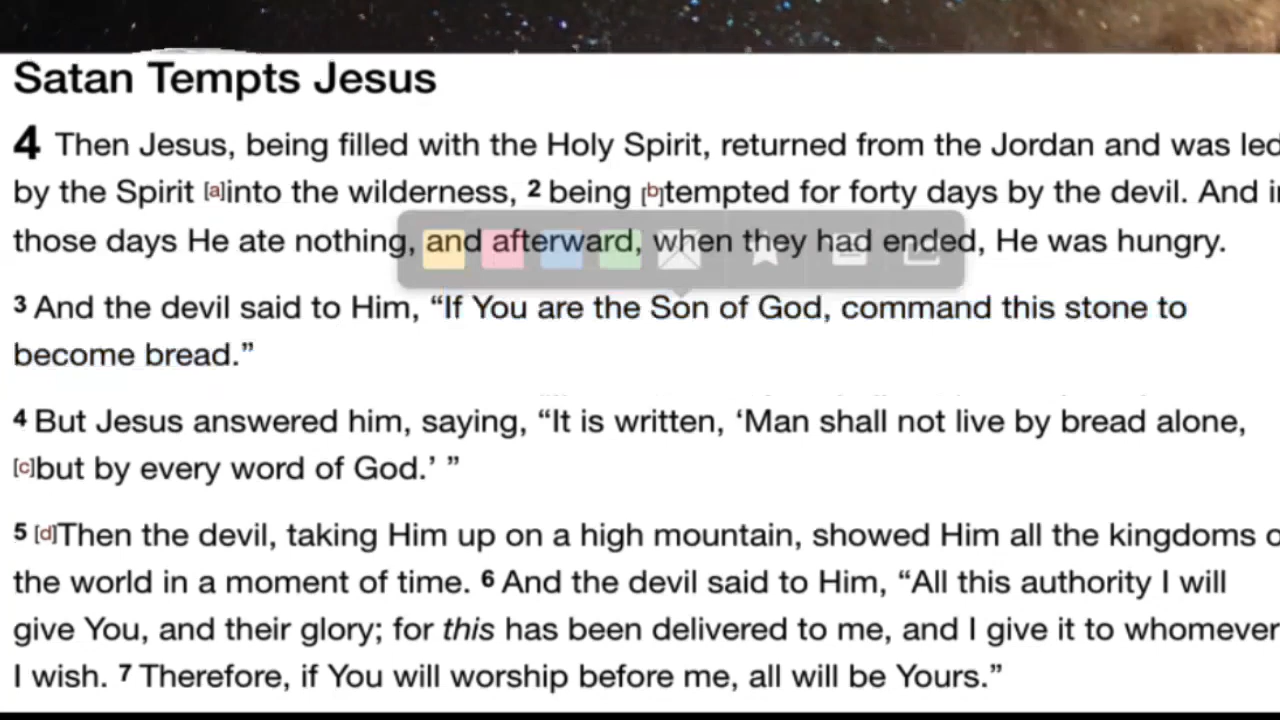 Satan Tempts Jesus
4 Then Jesus, being filled with the Holy Spirit, returned from the Jordan and was led
by the Spirit [a]into the wilderness, 2 being [b]tempted for forty days by the devil. And
those days He ate nothing, and afterward, when they had ended, He was hungry.
3 And the devil said to Him, “If You are the Son of God, command this stone to
become bread.”
4 But Jesus answered him, saying, “It is written, ‘Man shall not live by bread alone,
[c]but by every word of God.’ ”
5 [d]Then the devil, taking Him up on a high mountain, showed Him all the kingdoms
the world in a moment of time. 6 And the devil said to Him, “All this authority I will
give You, and their glory; for this has been delivered to me, and I give it to whomever
I wish. 7 Therefore, if You will worship before me, all will be Yours.”